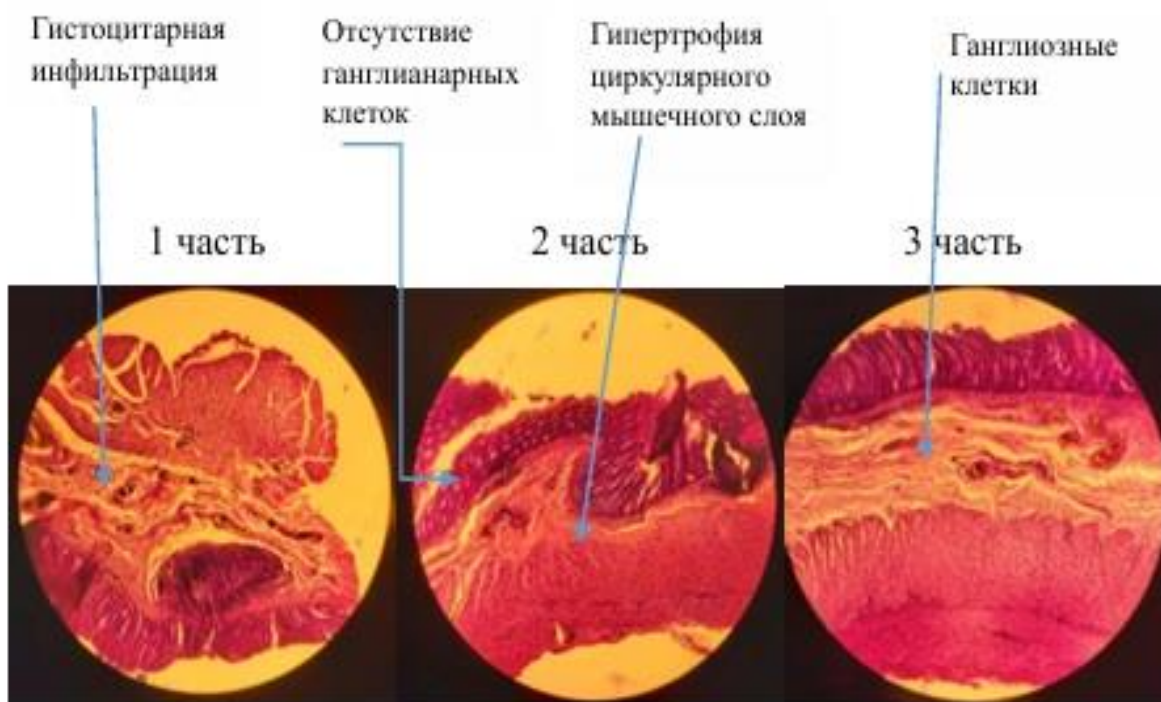 Гистоцитарная
инфильтрация
Отсутствие
ганглианарных
клеток
Гипертрофия
циркулярного
мышечного слоя
Ганглиозные
клетки
1 часть
2 часть
3 часть